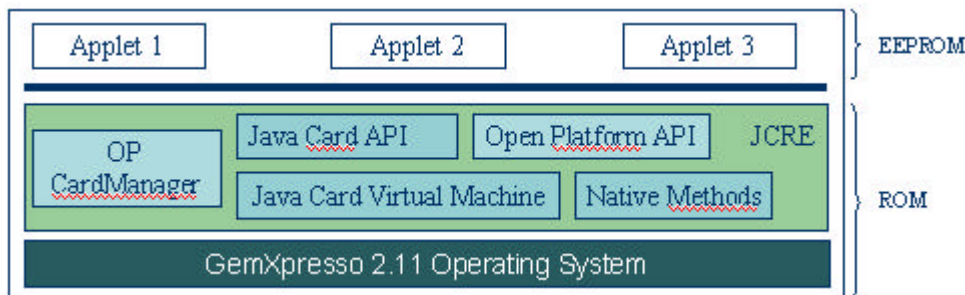 Applet 1
Applet 2
Applet 3
EEPROM
OP
CardManager
Java Card API
Open Platform API
JCRE
Java Card Virtual Machine
Native Methods
ROM
GemXpresso 2.11 Operating System